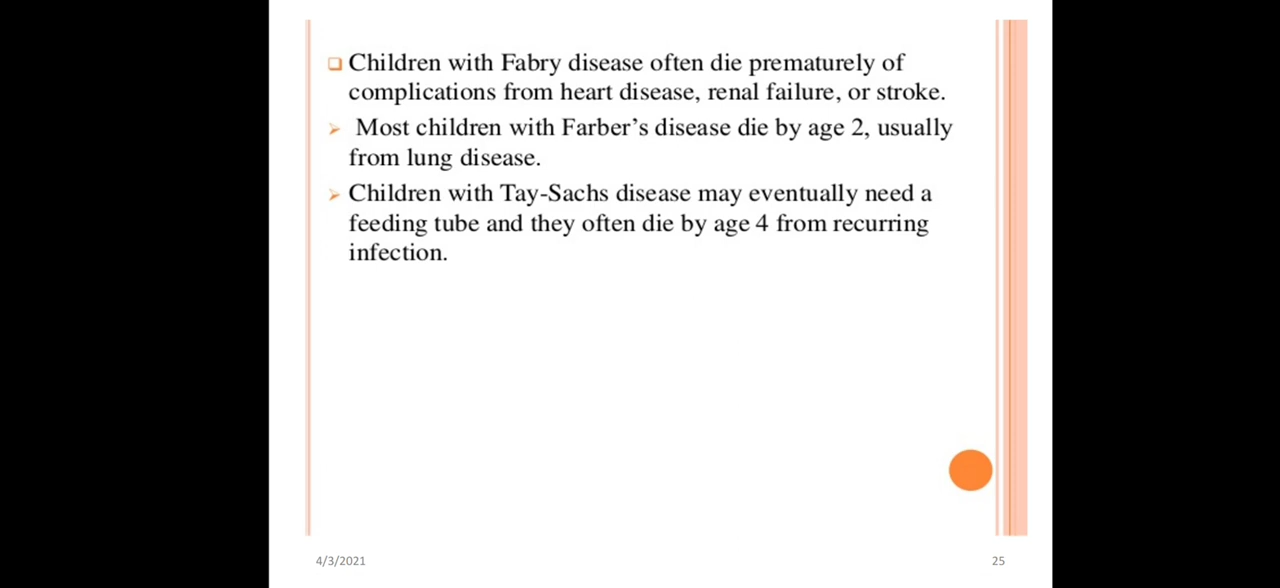 Children with Fabry disease often die prematurely of
complications from heart disease, renal failure, or stroke.
Most children with Farber’s disease die by age 2, usually
from lung disease.
Children with Tay-Sachs disease may eventually need a
feeding tube and they often die by age 4 from recurring
infection.
4/3/2021
25